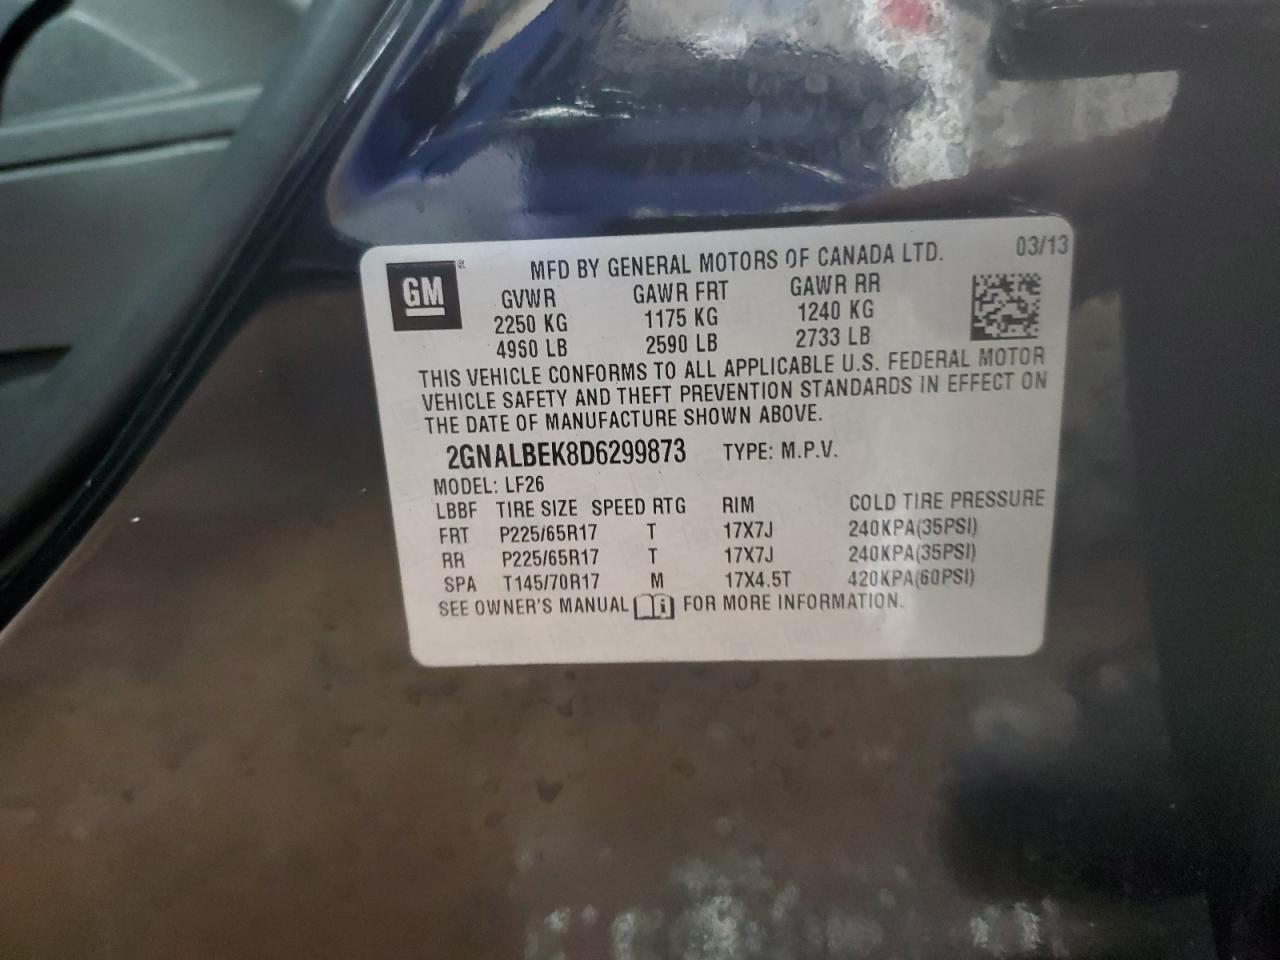 GM®
MFD BY GENERAL MOTORS OF CANADA LTD. 03/13
GVWR GAWR FRT GAWR RR
2250 KG 1175 KG 1240 KG
4960 LB 2590 LB 2733 LB
THIS VEHICLE CONFORMS TO ALL APPLICABLE U.S. FEDERAL MOTOR
VEHICLE SAFETY AND THEFT PREVENTION STANDARDS IN EFFECT ON
THE DATE OF MANUFACTURE SHOWN ABOVE.
2GNALBEK8D6299873 TYPE: M.P.V.
MODEL: LF26
LBBF TIRE SIZE SPEED RTG RIM COLD TIRE PRESSURE
FRT P225/65R17 T 17X7J 240KPA(35PSI)
RR P225/65R17 T 17X7J 240KPA(35PSI)
SPA T145/70R17 M 17X4.5T 420KPA(60PSI)
SEE OWNER'S MANUAL i FOR MORE INFORMATION.